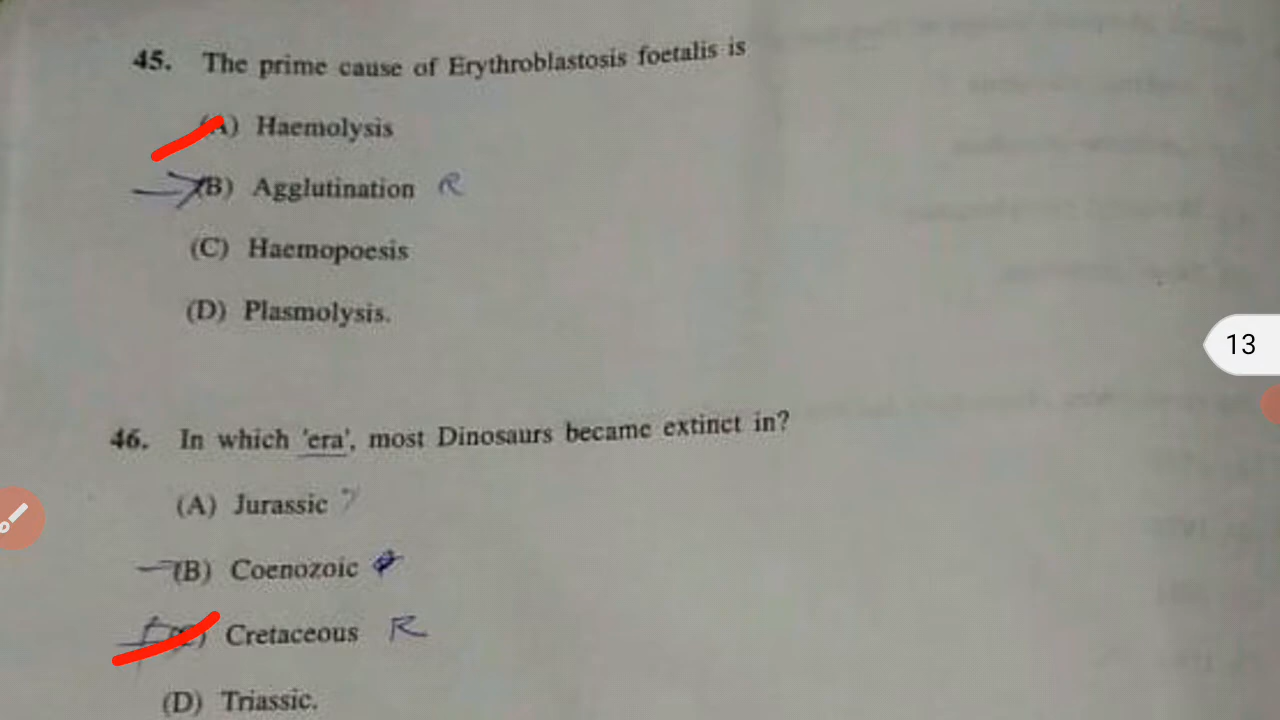 45. The prime cause of Erythroblastosis foetalis is
(A) Haemolysis
(B) Agglutination R
(C) Haemopoesis
(D) Plasmolysis.
13
46. In which 'era', most Dinosaurs became extinct in?
(A) Jurassic
(B) Coenozoic
(C) Cretaceous R
(D) Triassic.